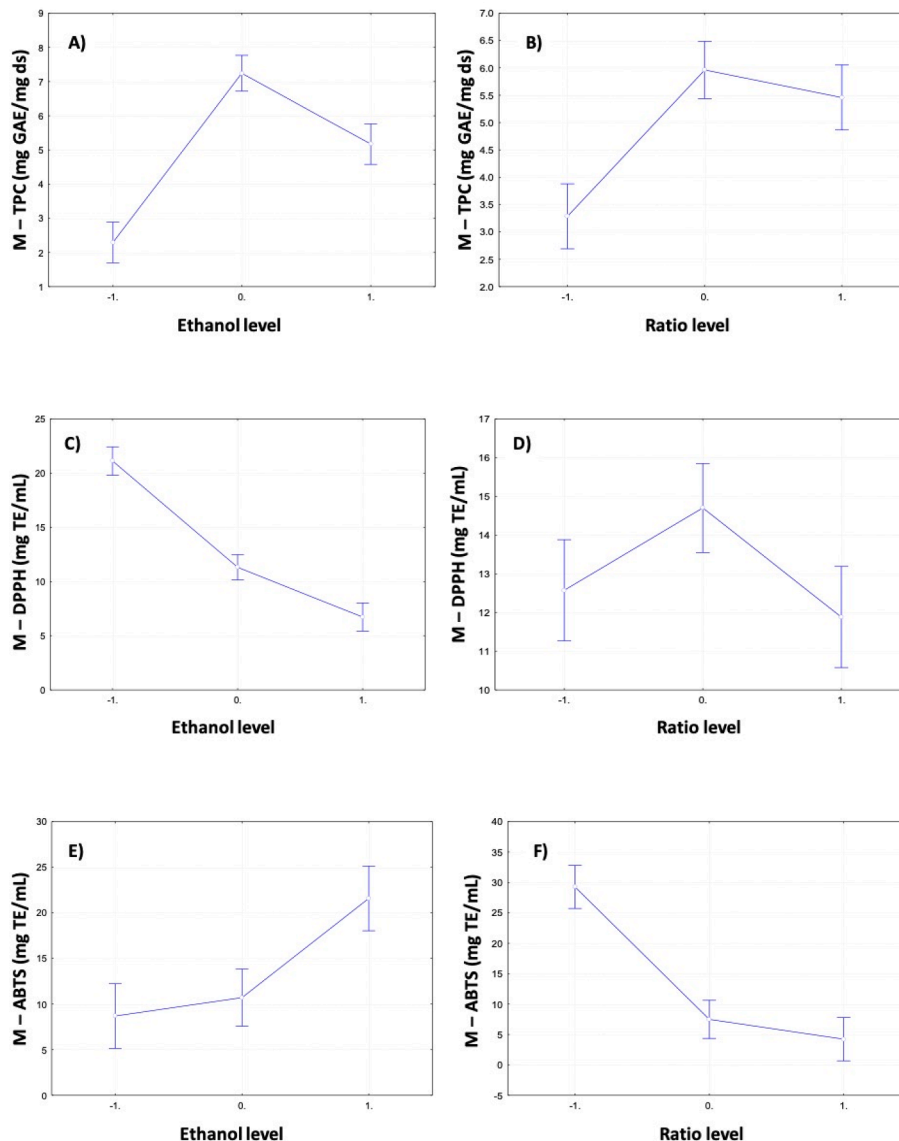 A)
M – TPC (mg GAE/mg ds)
9
8
7
6
5
4
3
2
1
-1. 0. 1.
Ethanol level
B)
M – TPC (mg GAE/mg ds)
7.0
6.5
6.0
5.5
5.0
4.5
4.0
3.5
3.0
2.5
2.0
-1. 0. 1.
Ratio level
C)
M – DPPH (mg TE/mL)
25
20
15
10
5
0
-1. 0. 1.
Ethanol level
D)
M – DPPH (mg TE/mL)
17
16
15
14
13
12
11
10
-1. 0. 1.
Ratio level
E)
M – ABTS (mg TE/mL)
30
25
20
15
10
5
0
-1. 0. 1.
Ethanol level
F)
M – ABTS (mg TE/mL)
40
35
30
25
20
15
10
5
0
-5
-1. 0. 1.
Ratio level